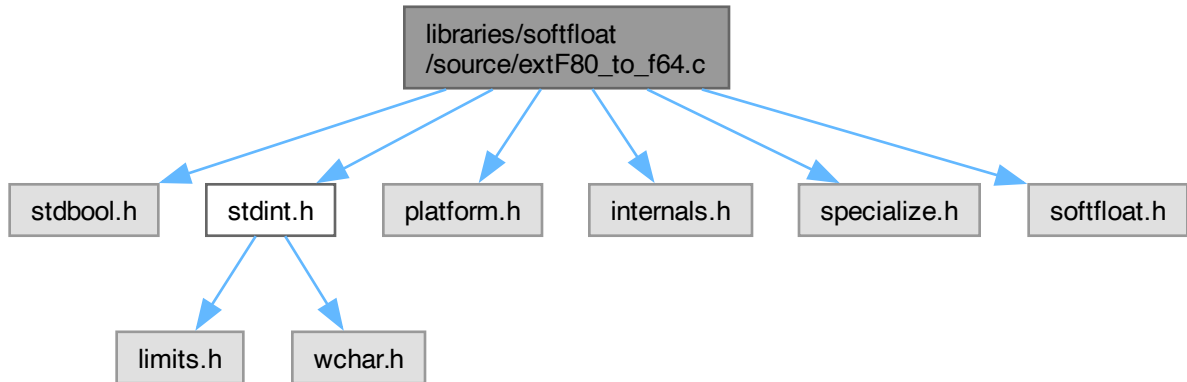 libraries/softfloat
/source/extF80_to_f64.c
stdbool.h
stdint.h
platform.h
internals.h
specialize.h
softfloat.h
limits.h
wchar.h